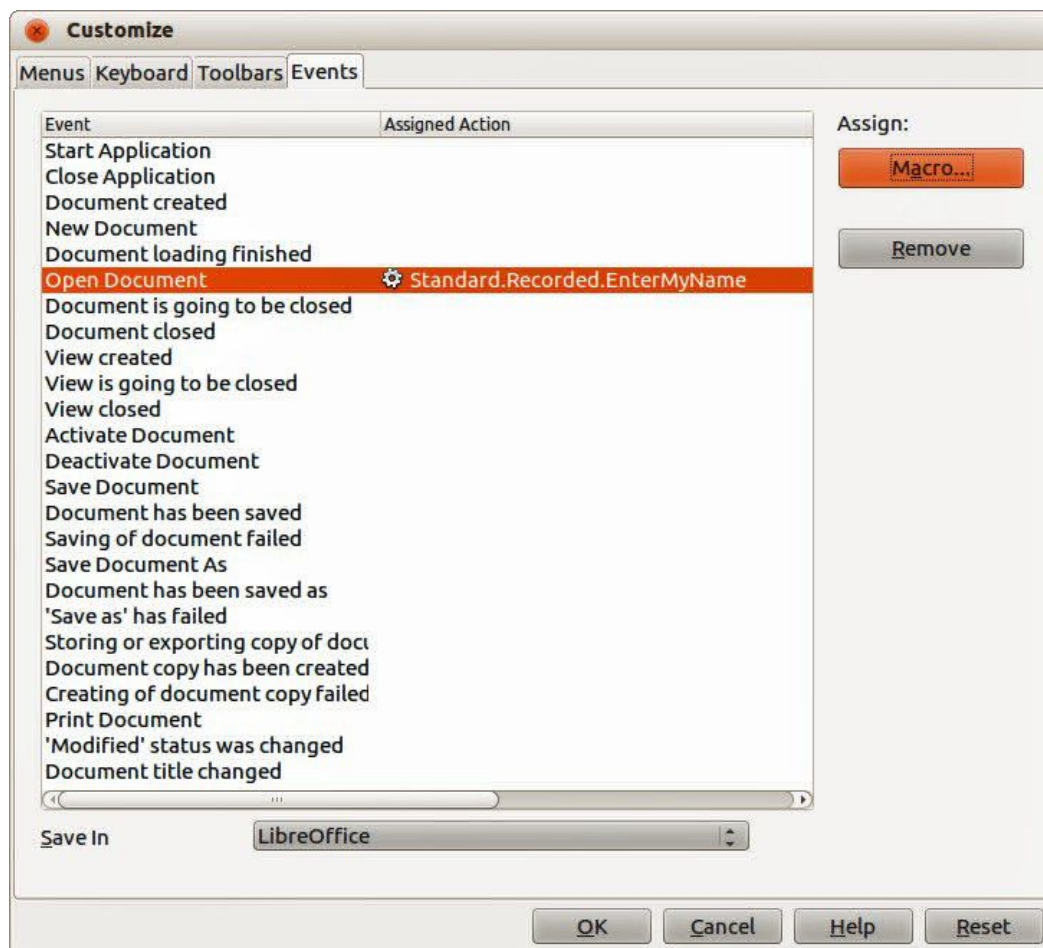 Customize
Menus Keyboard Toolbars Events
Event Assigned Action
Start Application
Close Application
Document created
New Document
Document loading finished
Open Document Standard.Recorded.EnterMyName
Document is going to be closed
Document closed
View created
View is going to be closed
View closed
Activate Document
Deactivate Document
Save Document
Document has been saved
Saving of document failed
Save Document As
Document has been saved as
'Save as' has failed
Storing or exporting copy of docu
Document copy has been created
Creating of document copy failed
Print Document
'Modified' status was changed
Document title changed
Assign:
Macro...
Remove
Save In LibreOffice
OK Cancel Help Reset